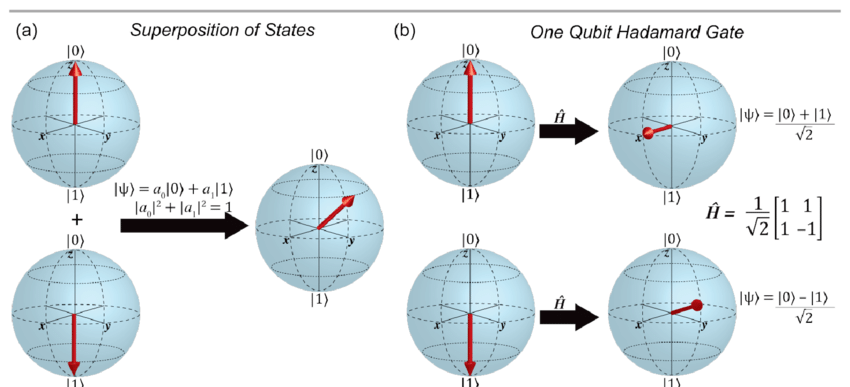 (a) Superposition of States
(b) One Qubit Hadamard Gate
|0⟩
z
x y
|1⟩
+
|0⟩
z
x y
|1⟩
|ψ⟩ = a₀|0⟩ + a₁|1⟩
|a₀|² + |a₁|² = 1
|0⟩
z
x y
|1⟩
|0⟩
z
x y
|1⟩
Ĥ
|0⟩
z
x y
|1⟩
|ψ⟩ = |0⟩ + |1⟩
√2
Ĥ = 1/√2 [1 1
1 −1]
|0⟩
z
x y
|1⟩
Ĥ
|0⟩
z
x y
|1⟩
|ψ⟩ = |0⟩ − |1⟩
√2